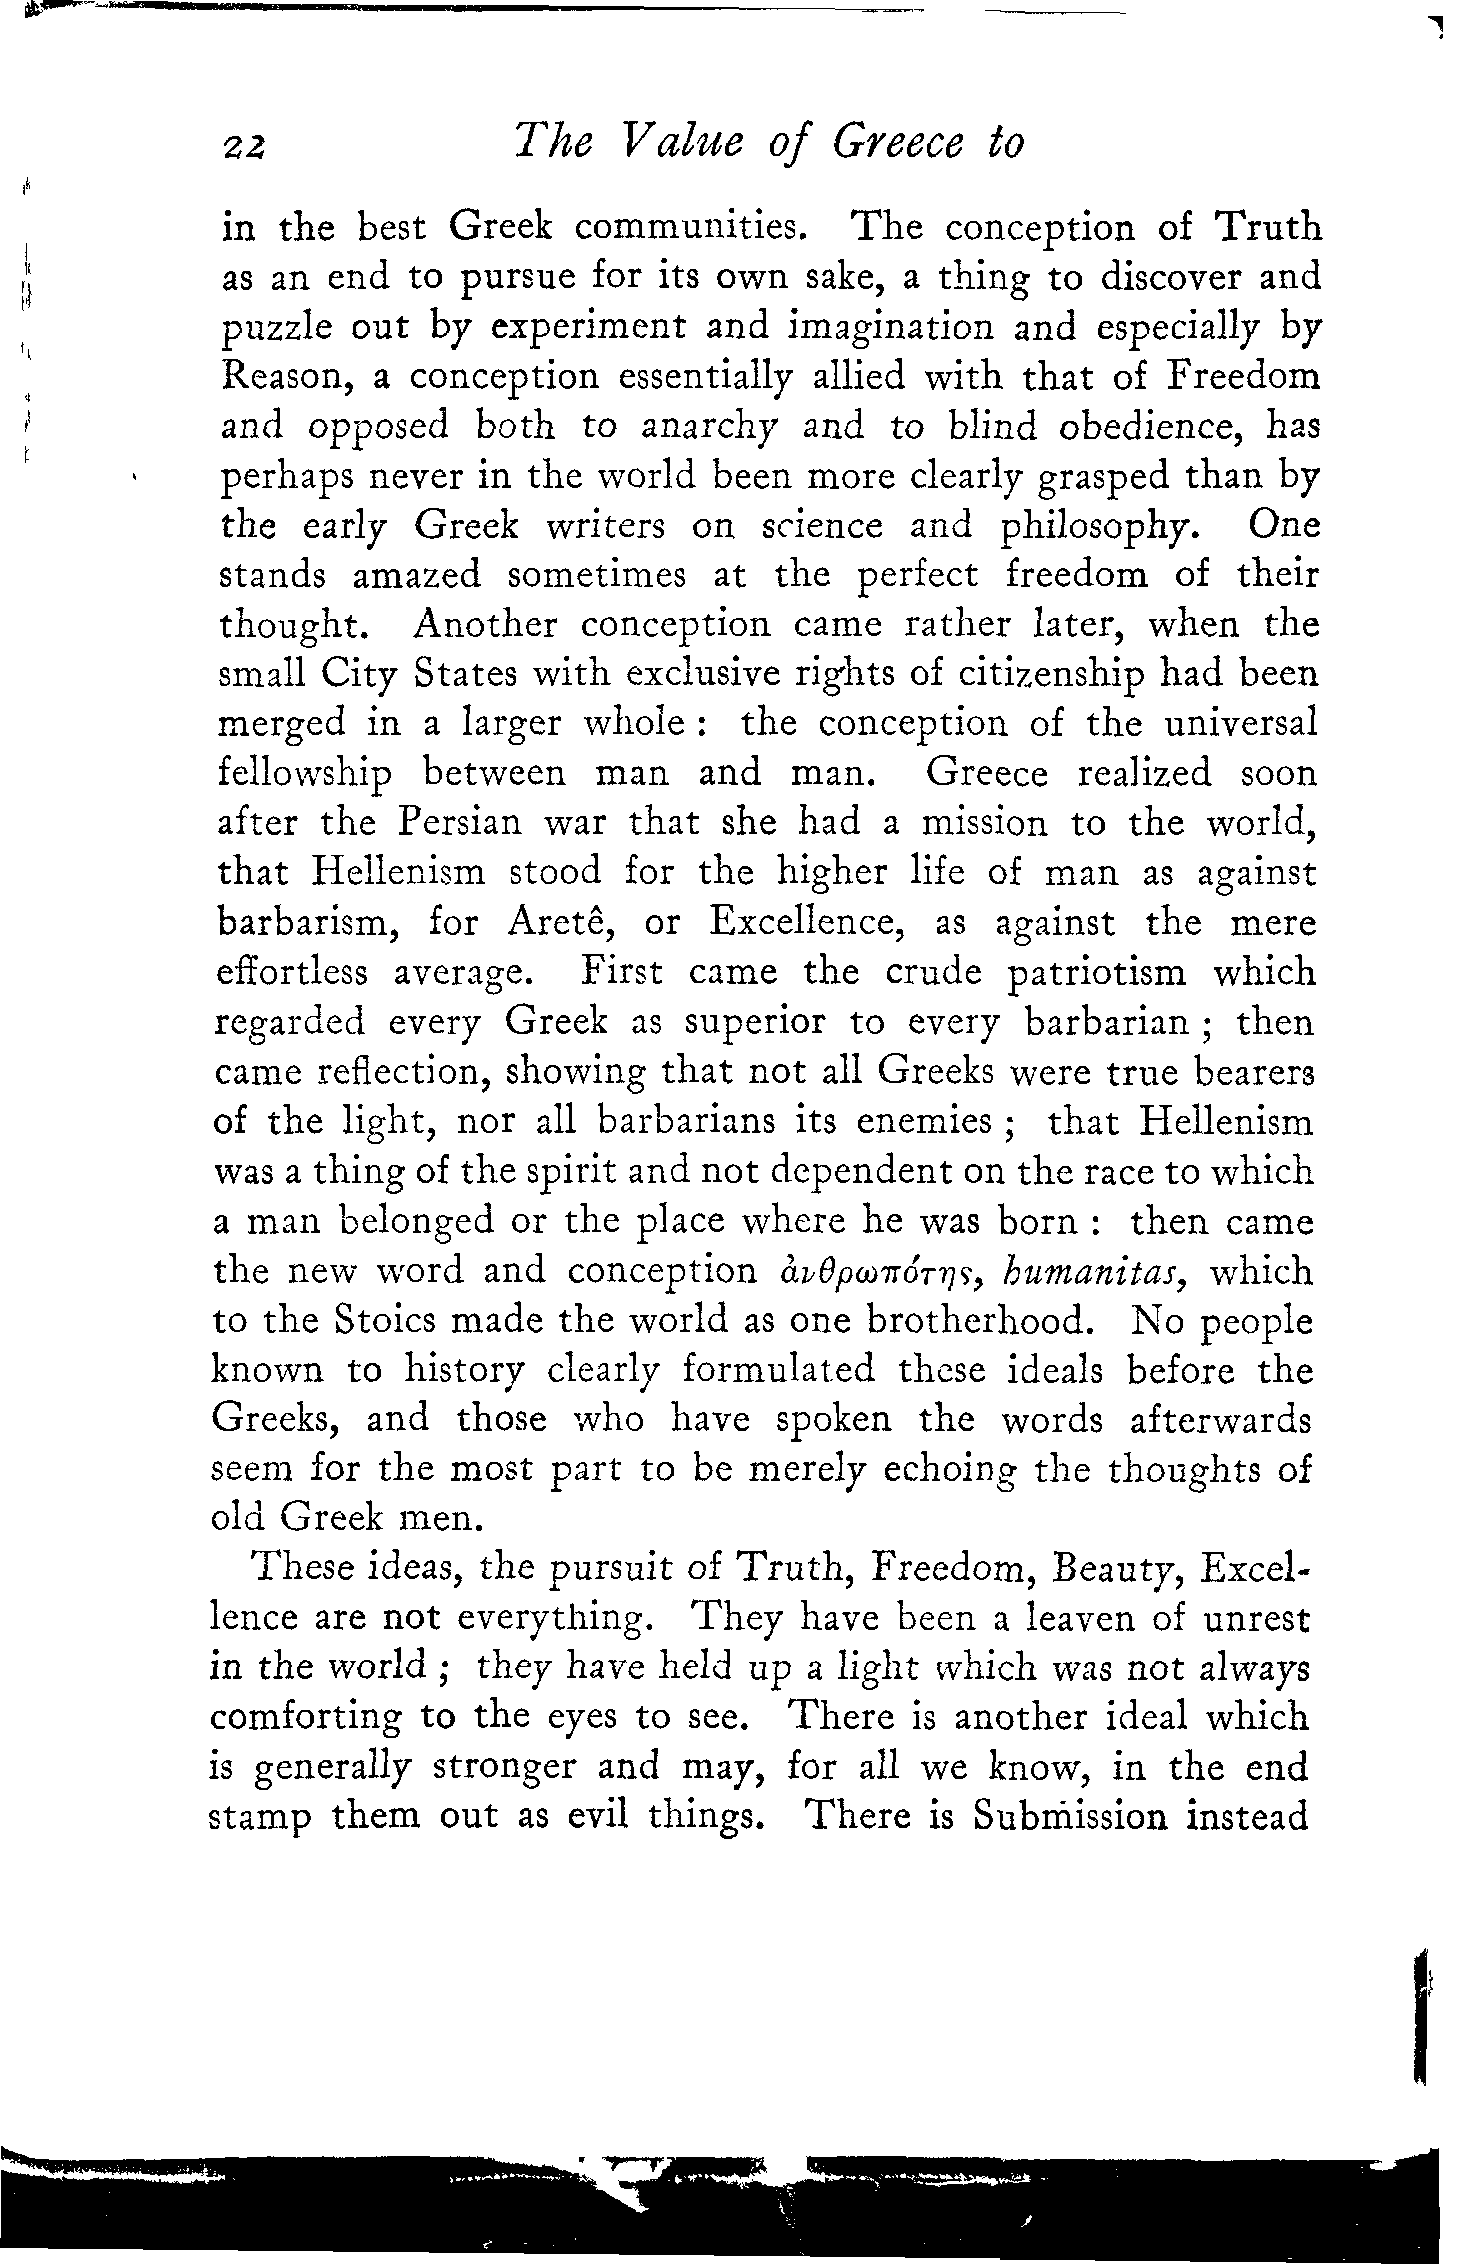 22 The Value of Greece to
in the best Greek communities. The conception of Truth
as an end to pursue for its own sake, a thing to discover and
puzzle out by experiment and imagination and especially by
Reason, a conception essentially allied with that of Freedom
and opposed both to anarchy and to blind obedience, has
perhaps never in the world been more clearly grasped than by
the early Greek writers on science and philosophy. One
stands amazed sometimes at the perfect freedom of their
thought. Another conception came rather later, when the
small City States with exclusive rights of citizenship had been
merged in a larger whole : the conception of the universal
fellowship between man and man. Greece realized soon
after the Persian war that she had a mission to the world,
that Hellenism stood for the higher life of man as against
barbarism, for Aretê, or Excellence, as against the mere
effortless average. First came the crude patriotism which
regarded every Greek as superior to every barbarian ; then
came reflection, showing that not all Greeks were true bearers
of the light, nor all barbarians its enemies ; that Hellenism
was a thing of the spirit and not dependent on the race to which
a man belonged or the place where he was born : then came
the new word and conception ἀνθρωπότης, humanitas, which
to the Stoics made the world as one brotherhood. No people
known to history clearly formulated these ideals before the
Greeks, and those who have spoken the words afterwards
seem for the most part to be merely echoing the thoughts of
old Greek men.
These ideas, the pursuit of Truth, Freedom, Beauty, Excel-
lence are not everything. They have been a leaven of unrest
in the world ; they have held up a light which was not always
comforting to the eyes to see. There is another ideal which
is generally stronger and may, for all we know, in the end
stamp them out as evil things. There is Submission instead